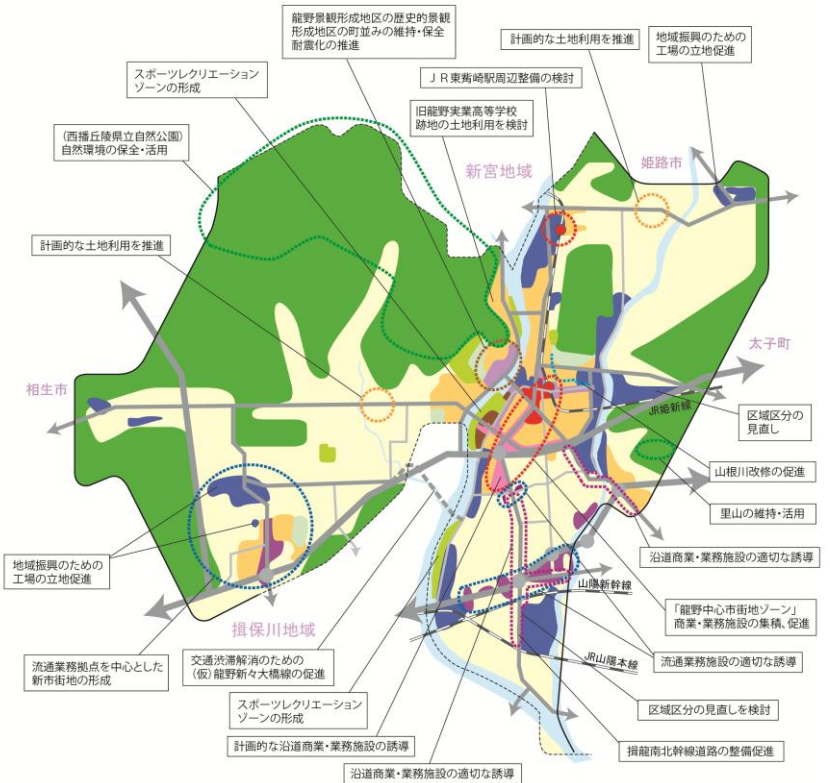 龍野景観形成地区の歴史的景観
形成地区の町並みの維持・保全
耐震化の推進
計画的な土地利用を推進
地域振興のための
工場の立地促進
スポーツレクリエーション
ゾーンの形成
JR東觜崎駅周辺整備の検討
旧龍野実業高等学校
跡地の土地利用を検討
(西播丘陵県立自然公園)
自然環境の保全・活用
新宮地域
姫路市
計画的な土地利用を推進
太子町
相生市
JR姫新線
区域区分の
見直し
山根川改修の促進
里山の維持・活用
地域振興のための
工場の立地促進
沿道商業・業務施設の適切な誘導
山陽新幹線
「龍野中心市街地ゾーン」
商業・業務施設の集積、促進
揖保川地域
流通業務拠点を中心とした
新市街地の形成
交通渋滞解消のための
(仮)龍野新々大橋線の促進
JR山陽本線
流通業務施設の適切な誘導
スポーツレクリエーション
ゾーンの形成
区域区分の見直しを検討
計画的な沿道商業・業務施設の誘導
揖龍南北幹線道路の整備促進
沿道商業・業務施設の適切な誘導